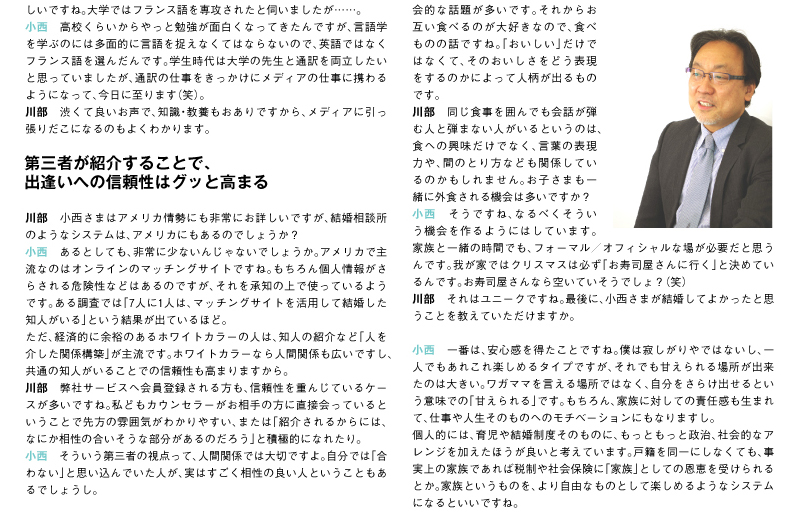 しいですね。大学ではフランス語を専攻されたと伺いましたが……。
小西　高校くらいからやっと勉強が面白くなってきたんですが、言語学
を学ぶのには多面的に言語を捉えなくてはならないので、英語ではなく
フランス語を選んだんです。学生時代は大学の先生と通訳を両立したい
と思っていましたが、通訳の仕事をきっかけにメディアの仕事に携わる
ようになって、今日に至ります(笑)。
川部　渋くて良いお声で、知識・教養もおありですから、メディアに引っ
張りだこになるのもよくわかります。
第三者が紹介することで、
出逢いへの信頼性はグッと高まる
川部　小西さまはアメリカ情勢にも非常にお詳しいですが、結婚相談所
のようなシステムは、アメリカにもあるのでしょうか？
小西　あるとしても、非常に少ないんじゃないでしょうか。アメリカで主
流なのはオンラインのマッチングサイトですね。もちろん個人情報がさ
らされる危険性などはあるのですが、それを承知の上で使っているよう
です。ある調査では「7人に1人は、マッチングサイトを活用して結婚した
知人がいる」という結果が出ているほど。
ただ、経済的に余裕のあるホワイトカラーの人は、知人の紹介など「人を
介した関係構築」が主流です。ホワイトカラーなら人間関係も広いですし、
共通の知人がいることでの信頼性も高まりますから。
川部　弊社サービスへ会員登録される方も、信頼性を重んじているケー
スが多いですね。私どもカウンセラーがお相手の方に直接会っていると
いうことで先方の雰囲気がわかりやすい、または「紹介されるからには、
なにか相性の合いそうな部分があるのだろう」と積極的になれたり。
小西　そういう第三者の視点って、人間関係では大切ですよ。自分では「合
わない」と思い込んでいた人が、実はすごく相性の良い人ということもあ
るでしょうし。
会的な話題が多いです。それからお
互い食べるのが大好きなので、食べ
ものの話ですね。「おいしい」だけで
はなくて、そのおいしさをどう表現
をするのかによって人柄が出るもの
です。
川部　同じ食事を囲んでも会話が弾
む人と弾まない人がいるというのは、
食への興味だけでなく、言葉の表現
力や、間のとり方なども関係してい
るのかもしれません。お子さまも一
緒に外食される機会は多いですか？
小西　そうですね、なるべくそうい
う機会を作るようにはしています。
家族と一緒の時間でも、フォーマル／オフィシャルな場が必要だと思う
んです。我が家ではクリスマスは必ず「お寿司屋さんに行く」と決めてい
るんです。お寿司屋さんなら空いていそうでしょ？(笑)
川部　それはユニークですね。最後に、小西さまが結婚してよかったと思
うことを教えていただけますか。
小西　一番は、安心感を得たことですね。僕は寂しがりやではないし、一
人でもあれこれ楽しめるタイプですが、それでも甘えられる場所が出来
たのは大きい。ワガママを言える場所ではなく、自分をさらけ出せるとい
う意味での「甘えられる」です。もちろん、家族に対しての責任感も生まれ
て、仕事や人生そのものへのモチベーションにもなりますし。
個人的には、育児や結婚制度そのものに、もっともっと政治、社会的なア
レンジを加えたほうが良いと考えています。戸籍を同一にしなくても、事
実上の家族であれば税制や社会保険に「家族」としての恩恵を受けられる
とか。家族というものを、より自由なものとして楽しめるようなシステム
になるといいですね。